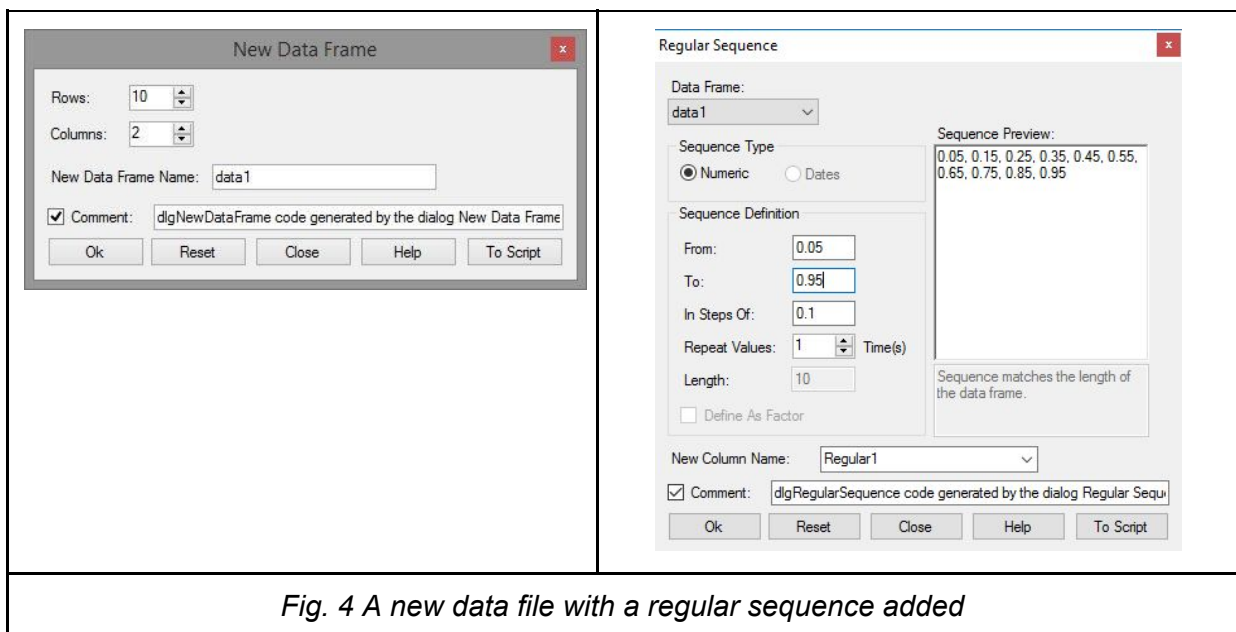 New Data Frame
x
Rows: 10
Columns: 2
New Data Frame Name: data1
Comment: dlgNewDataFrame code generated by the dialog New Data Frame
Ok Reset Close Help To Script
Regular Sequence
x
Data Frame:
data1
Sequence Type
Numeric Dates
Sequence Definition
From: 0.05
To: 0.95
In Steps Of: 0.1
Repeat Values: 1 Time(s)
Length: 10
Define As Factor
Sequence Preview:
0.05, 0.15, 0.25, 0.35, 0.45, 0.55,
0.65, 0.75, 0.85, 0.95
Sequence matches the length of
the data frame.
New Column Name: Regular1
Comment: dlgRegularSequence code generated by the dialog Regular Seque
Ok Reset Close Help To Script
Fig. 4 A new data file with a regular sequence added